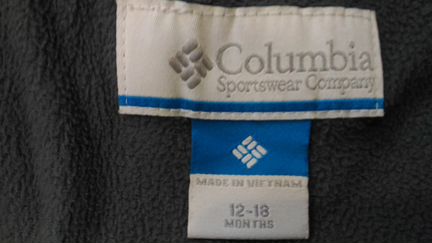 Columbia
Sportswear Company
MADE IN VIETNAM
12-18
MONTHS